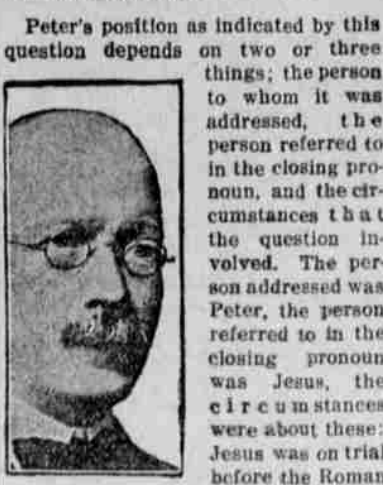 Peter's position as indicated by this
question depends on two or three
things; the person
to whom it was
addressed, the
person referred to
in the closing pro-
noun, and the cir-
cumstances that
the question in-
volved. The per-
son addressed was
Peter, the person
referred to in the
closing pronoun
was Jesus, the
circumstances
were about these:
Jesus was on trial
before the Roman